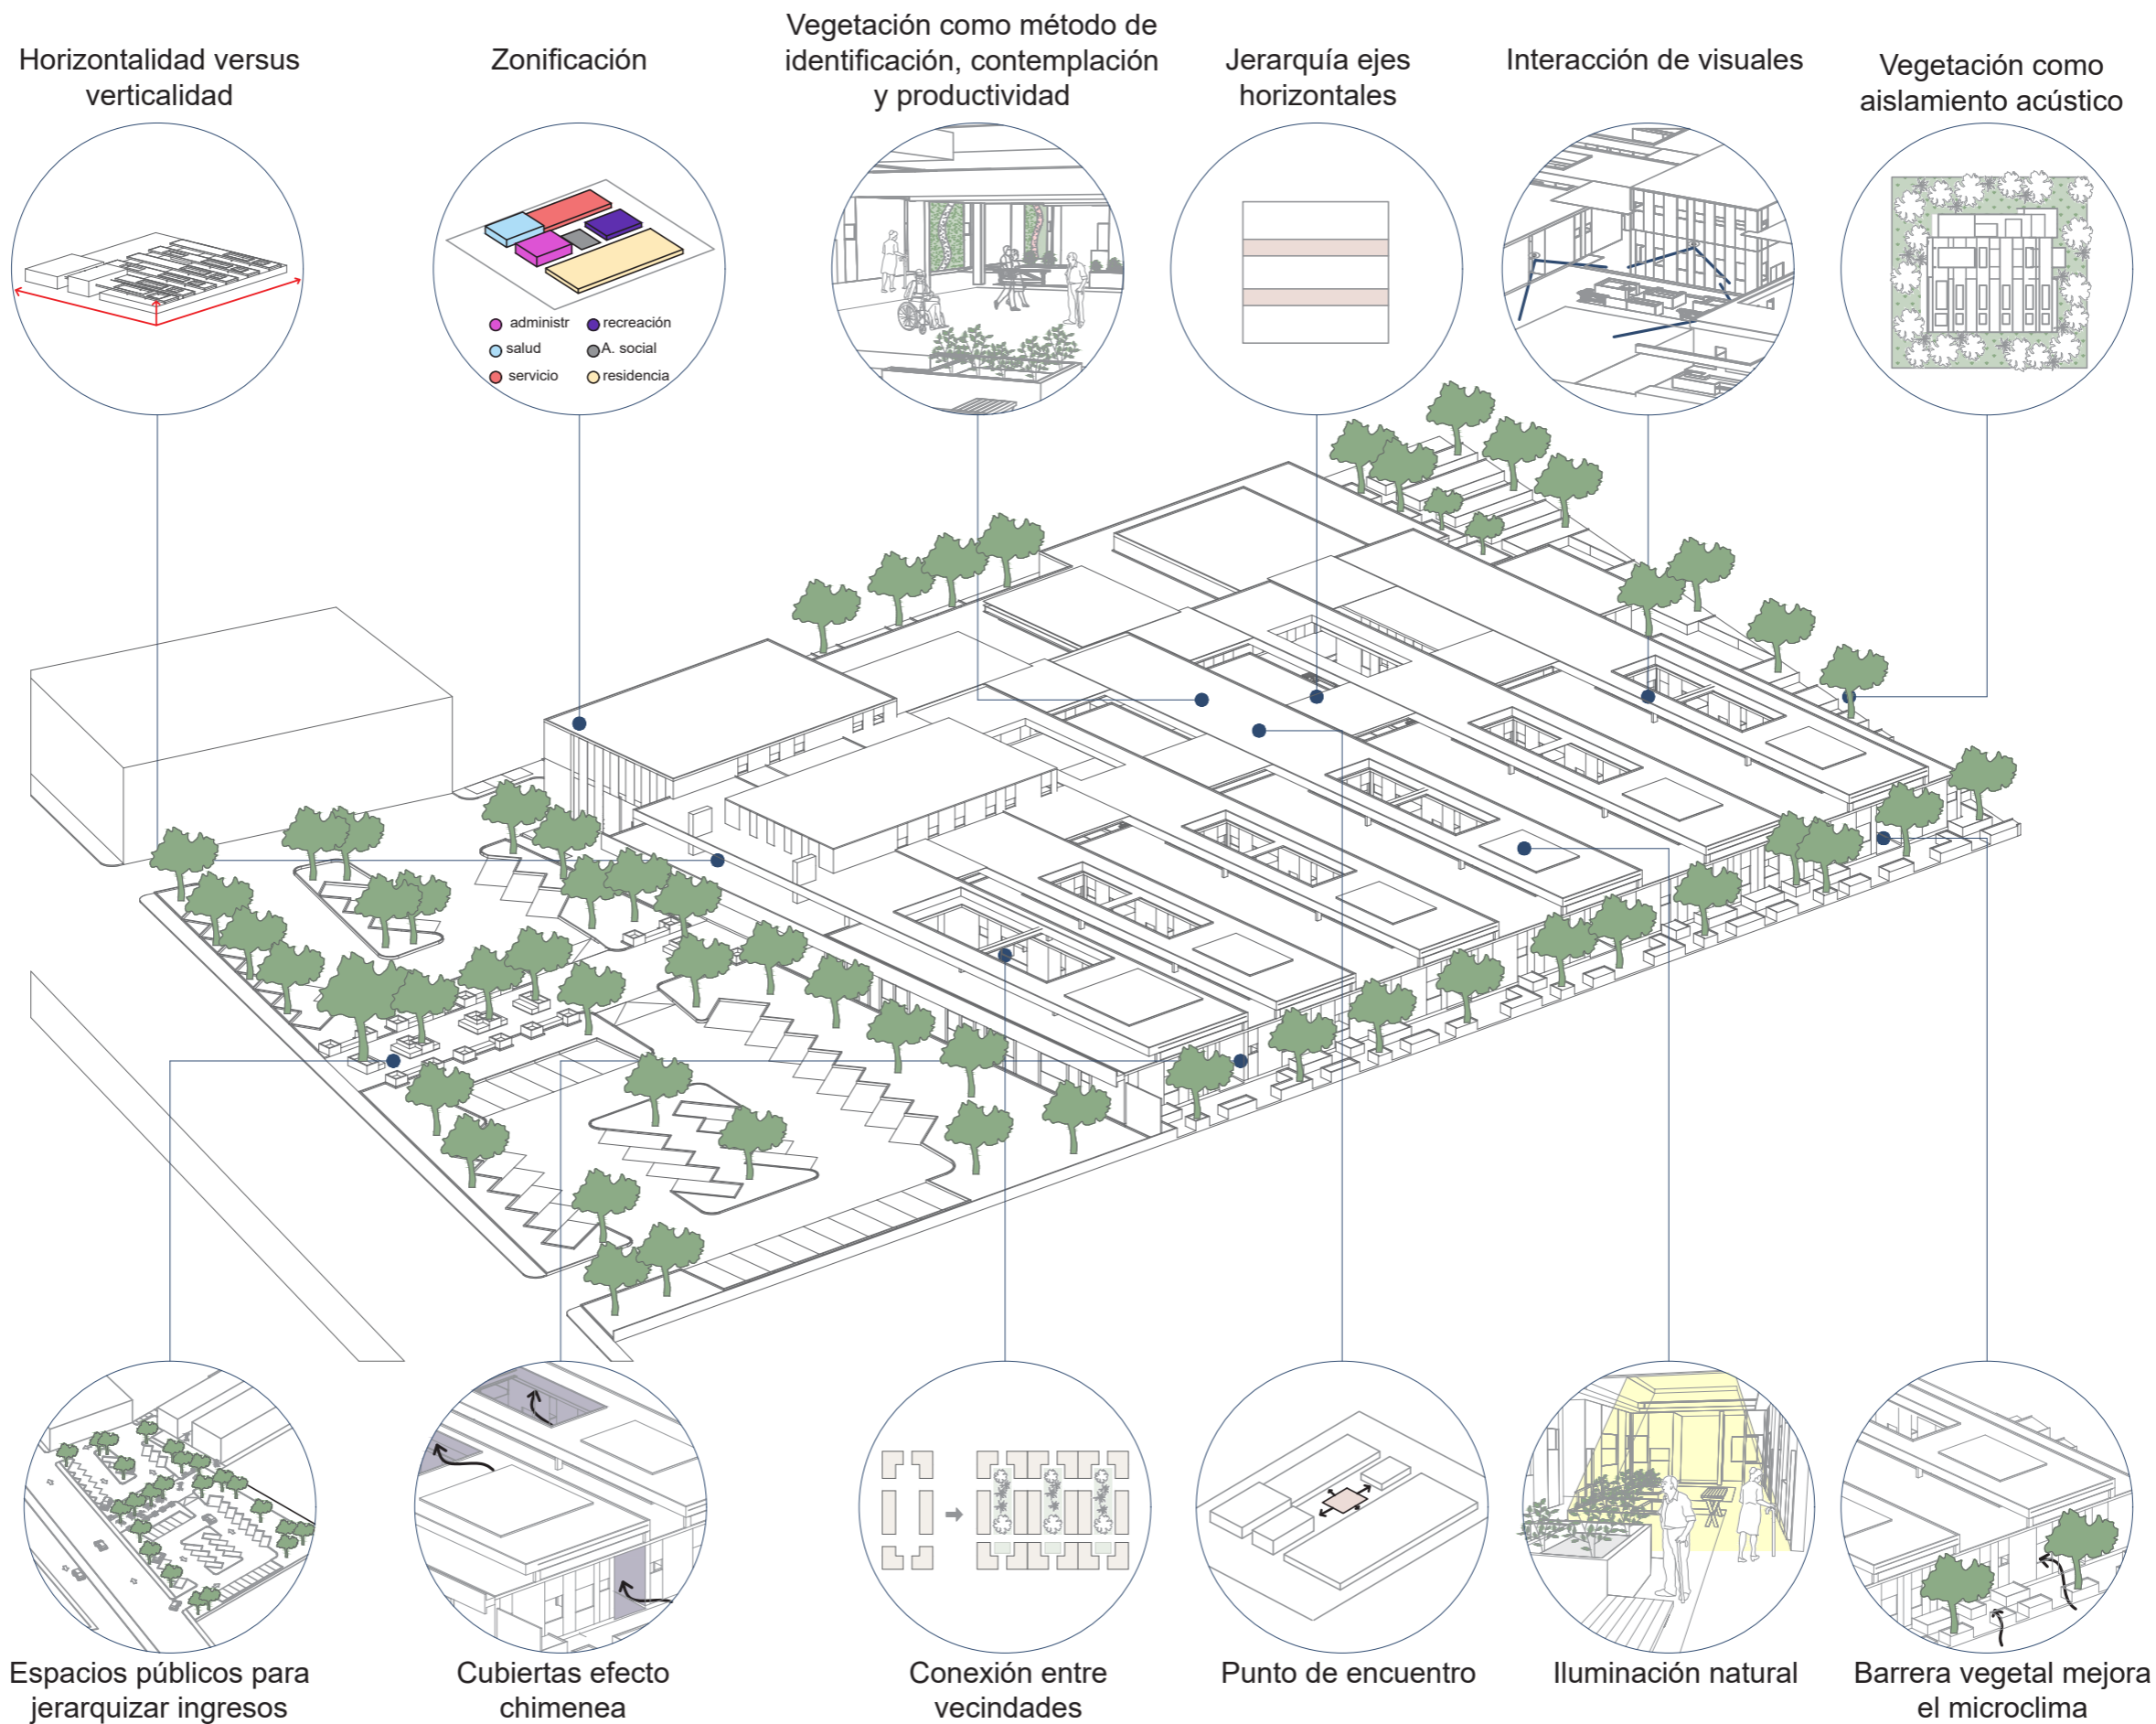 Horizontalidad versus
verticalidad
Zonificación
Vegetación como método de
identificación, contemplación
y productividad
Jerarquía ejes
horizontales
Interacción de visuales
Vegetación como
aislamiento acústico
administr
recreación
salud
A. social
servicio
residencia
Espacios públicos para
jerarquizar ingresos
Cubiertas efecto
chimenea
Conexión entre
vecindades
Punto de encuentro
Iluminación natural
Barrera vegetal mejora
el microclima